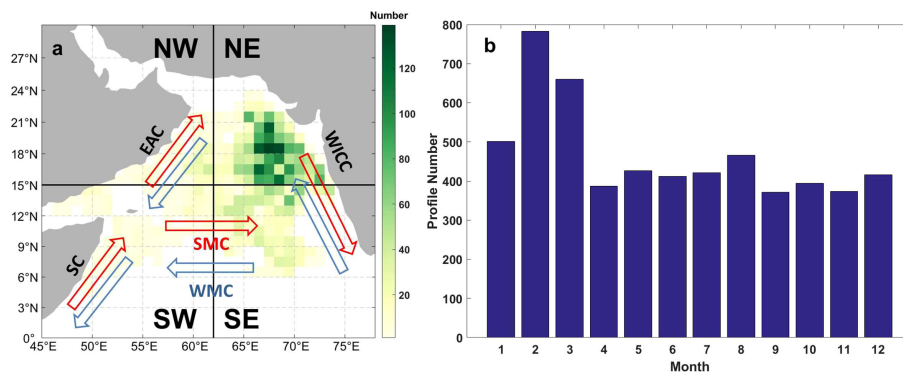 Number
a
NW NE
27°N
24°N
21°N
18°N
15°N
12°N
9°N
6°N
3°N
0°
45°E 50°E 55°E 60°E 65°E 70°E 75°E
EAC
WICC
SC
SMC
WMC
SW SE
120
100
80
60
40
20
b
Profile Number
800
700
600
500
400
300
200
100
0
1 2 3 4 5 6 7 8 9 10 11 12
Month